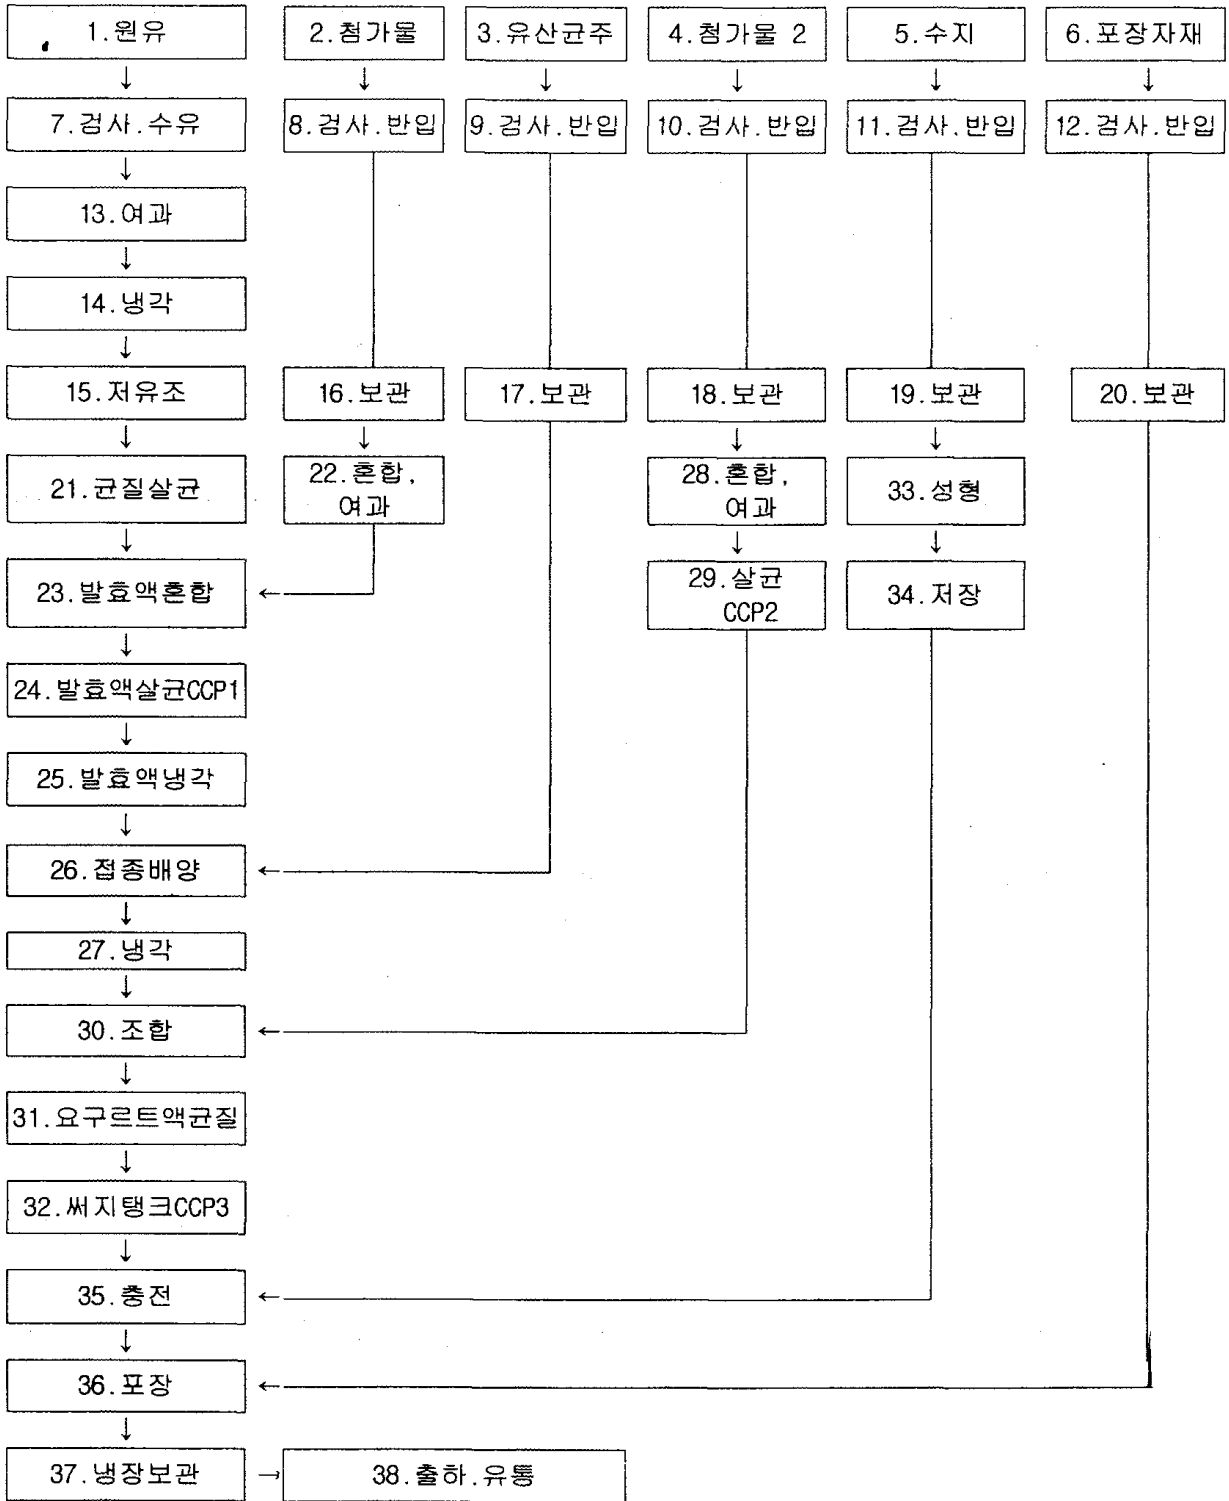 1.원유
2.첨가물
3.유산균주
4.첨가물 2
5.수지
6.포장자재
7.검사.수유
8.검사.반입
9.검사.반입
10.검사.반입
11.검사.반입
12.검사.반입
13.여과
14.냉각
15.저유조
16.보관
17.보관
18.보관
19.보관
20.보관
21.균질살균
22.혼합,
여과
28.혼합,
여과
33.성형
23.발효액혼합
29.살균
CCP2
34.저장
24.발효액살균CCP1
25.발효액냉각
26.접종배양
27.냉각
30.조합
31.요구르트액균질
32.써지탱크CCP3
35.충전
36.포장
37.냉장보관
38.출하.유통